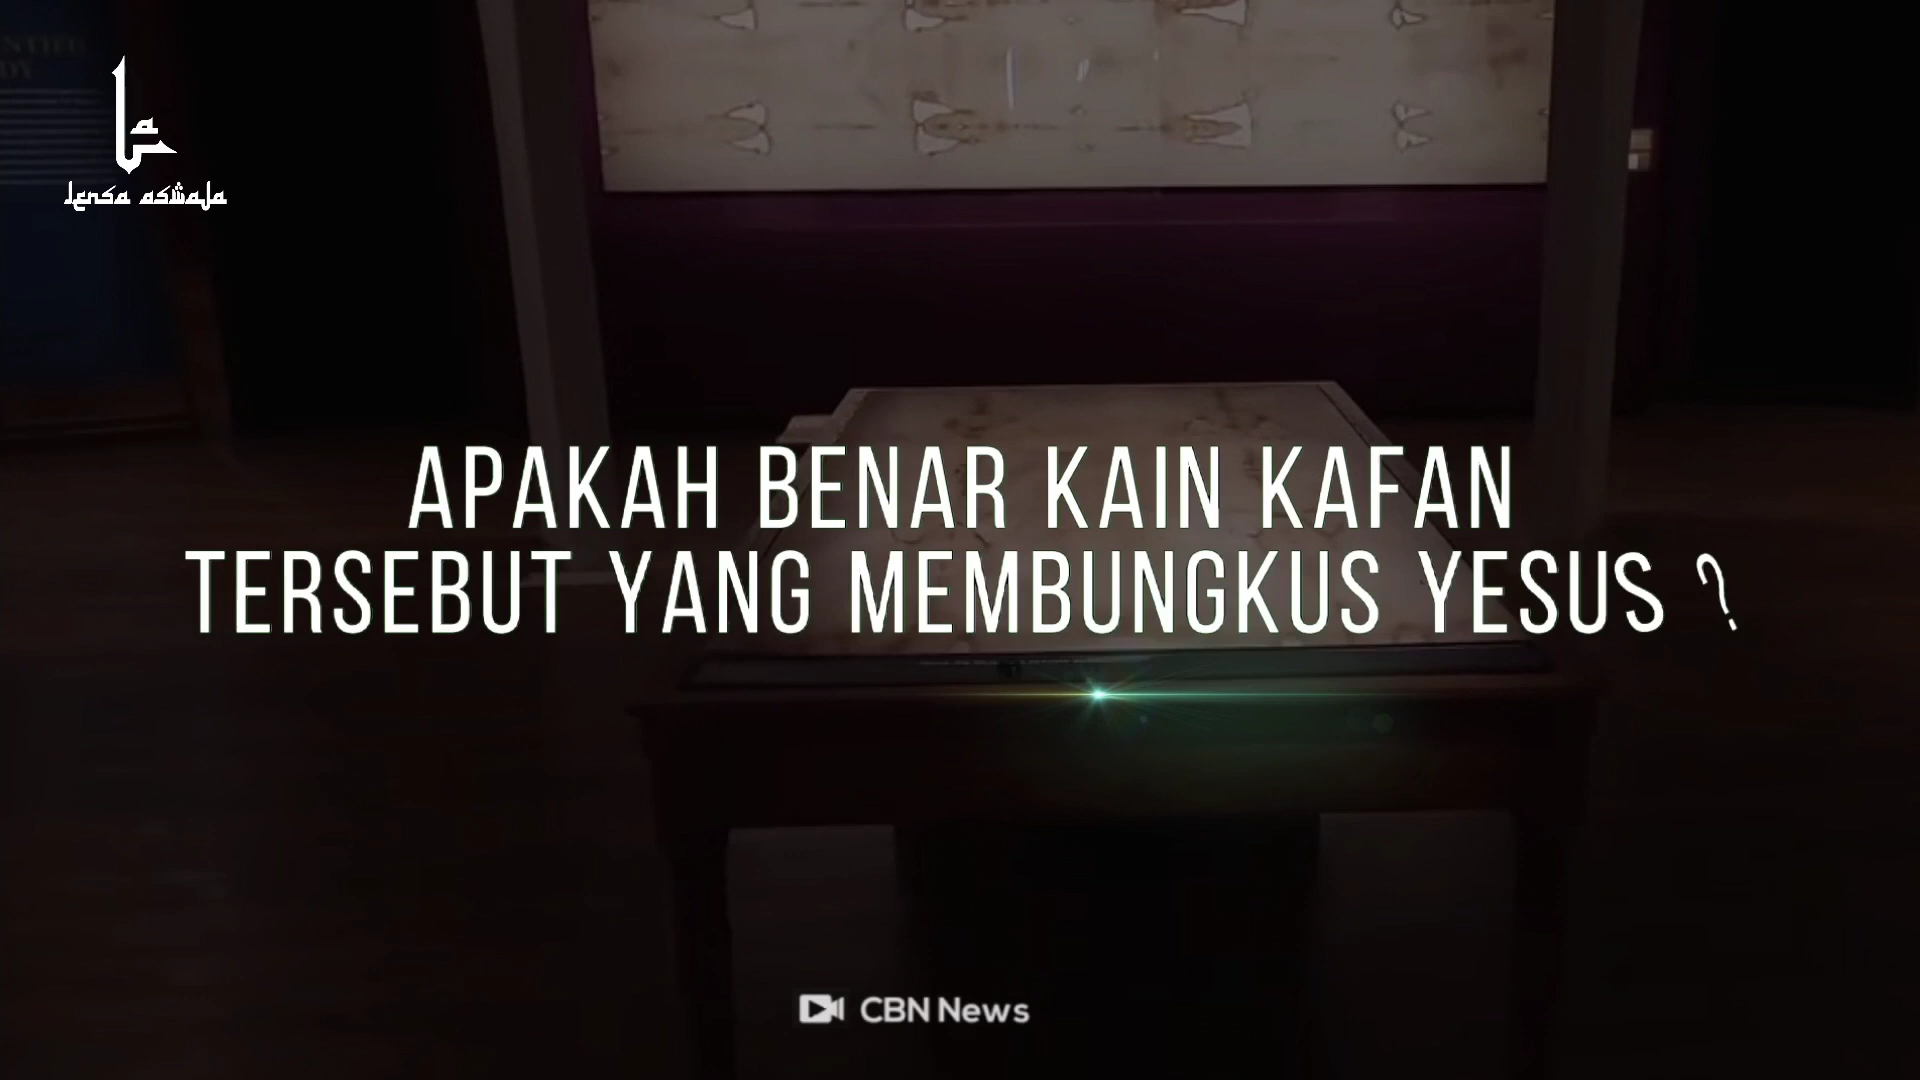 lensa aswaja
APAKAH BENAR KAIN KAFAN
TERSEBUT YANG MEMBUNGKUS YESUS ?
CBN News